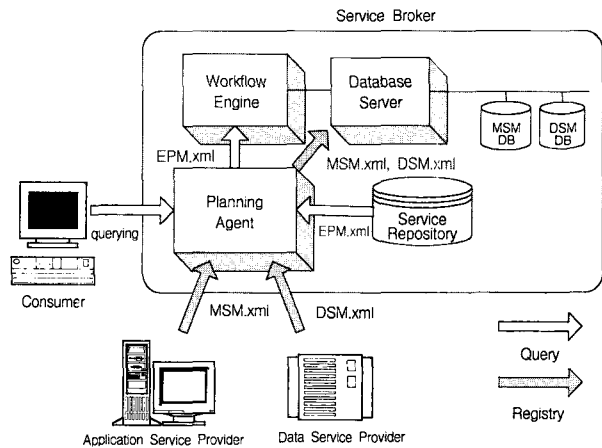 Service Broker
Workflow
Engine
Database
Server
MSM
DB
DSM
DB
EPM.xml
MSM.xml, DSM.xml
Planning
Agent
querying
EPM.xml
Service
Repository
Consumer
MSM.xml
DSM.xml
Query
Registry
Application Service Provider
Data Service Provider